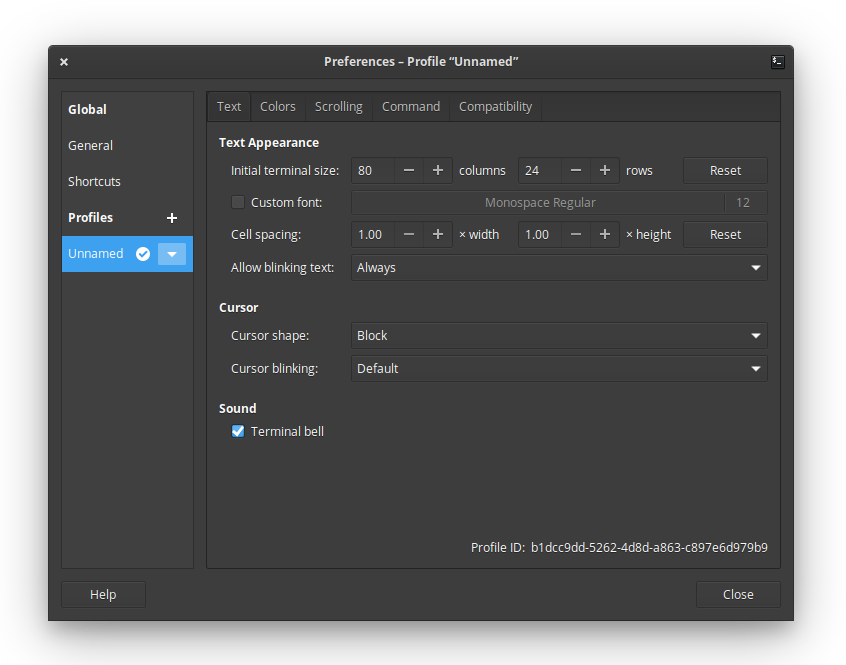 Preferences – Profile “Unnamed”
Global
General
Shortcuts
Profiles
Unnamed
Text Colors Scrolling Command Compatibility
Text Appearance
Initial terminal size: 80 columns 24 rows Reset
Custom font: Monospace Regular 12
Cell spacing: 1.00 × width 1.00 × height Reset
Allow blinking text: Always
Cursor
Cursor shape: Block
Cursor blinking: Default
Sound
Terminal bell
Profile ID: b1dcc9dd-5262-4d8d-a863-c897e6d979b9
Help Close